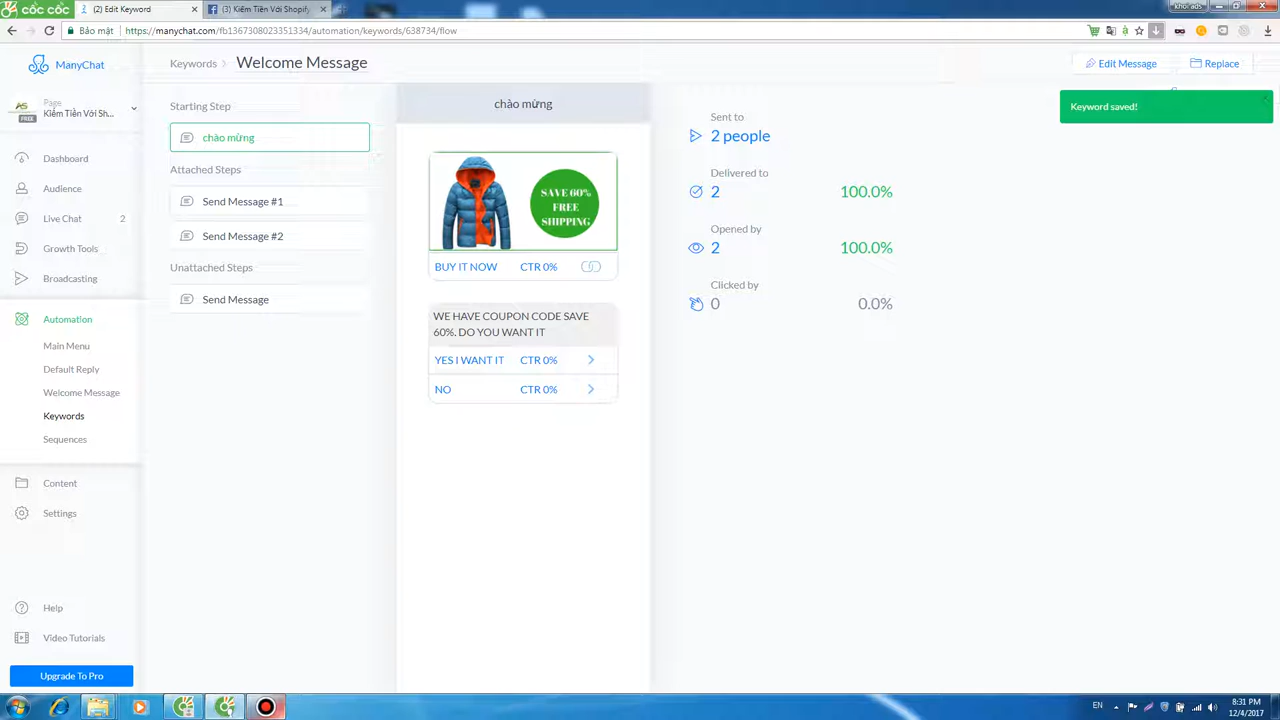 CỐC CỐC
(2) Edit Keyword
(3) Kiếm Tiền Với Shopify
khoi ads
Bảo mật
https://manychat.com/fb1367308023351334/automation/keywords/638734/flow
ManyChat
Page
Kiếm Tiền Với Sh...
FREE
Dashboard
Audience
Live Chat 2
Growth Tools
Broadcasting
Automation
Main Menu
Default Reply
Welcome Message
Keywords
Sequences
Content
Settings
Help
Video Tutorials
Upgrade To Pro
Keywords
Welcome Message
Edit Message
Replace
Keyword saved!
Starting Step
chào mừng
Attached Steps
Send Message #1
Send Message #2
Unattached Steps
Send Message
chào mừng
SAVE 60%
FREE
SHIPPING
BUY IT NOW CTR 0%
WE HAVE COUPON CODE SAVE
60%. DO YOU WANT IT
YES I WANT IT CTR 0%
NO CTR 0%
Sent to
2 people
Delivered to
2 100.0%
Opened by
2 100.0%
Clicked by
0 0.0%
EN
8:31 PM
12/4/2017